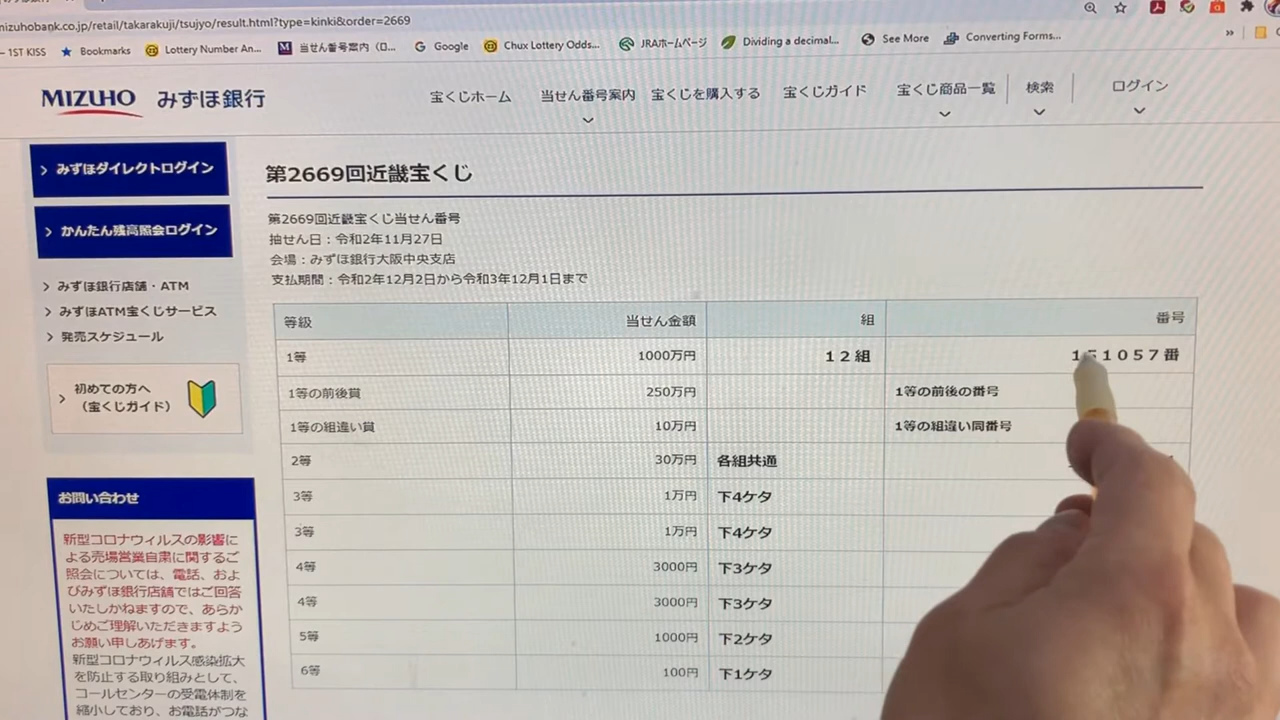 nizuhobank.co.jp/retail/takarakuji/tsujyo/result.html?type=kinki&order=2669
1ST KISS
Bookmarks
Lottery Number An...
当せん番号案内（ロ...
Google
Chux Lottery Odds...
JRAホームページ
Dividing a decimal...
See More
Converting Forms...
»
MIZUHO みずほ銀行
宝くじホーム
当せん番号案内
宝くじを購入する
宝くじガイド
宝くじ商品一覧
検索
ログイン
みずほダイレクトログイン
かんたん残高照会ログイン
みずほ銀行店舗・ATM
みずほATM宝くじサービス
発売スケジュール
初めての方へ
（宝くじガイド）
お問い合わせ
新型コロナウィルスの影響に
よる売場営業自粛に関するご
照会については、電話、およ
びみずほ銀行店舗ではご回答
いたしかねますので、あらか
じめご理解いただきますよう
お願い申しあげます。
新型コロナウィルス感染拡大
を防止する取り組みとして、
コールセンターの受電体制を
縮小しており、お電話がつな
第2669回近畿宝くじ
第2669回近畿宝くじ当せん番号
抽せん日：令和2年11月27日
会場：みずほ銀行大阪中央支店
支払期間：令和2年12月2日から令和3年12月1日まで
等級 当せん金額 組 番号
1等 1000万円 12組 151057番
1等の前後賞 250万円 1等の前後の番号
1等の組違い賞 10万円 1等の組違い同番号
2等 30万円 各組共通
3等 1万円 下4ケタ
3等 1万円 下4ケタ
4等 3000円 下3ケタ
4等 3000円 下3ケタ
5等 1000円 下2ケタ
6等 100円 下1ケタ